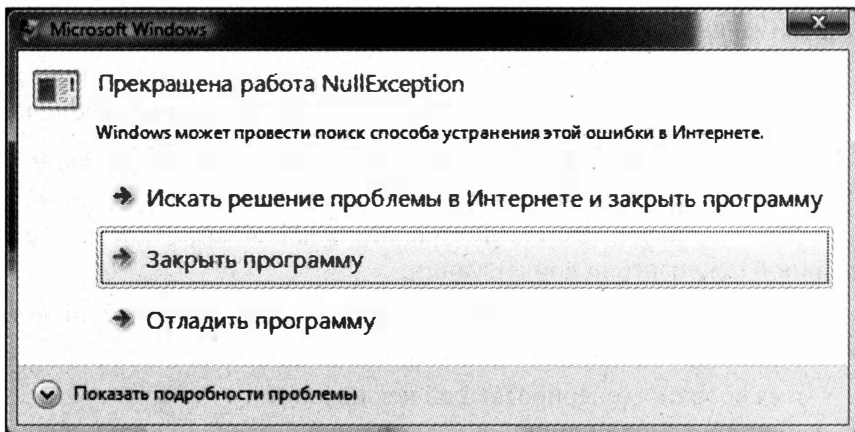 Microsoft Windows
Прекращена работа NullException
Windows может провести поиск способа устранения этой ошибки в Интернете.
Искать решение проблемы в Интернете и закрыть программу
Закрыть программу
Отладить программу
Показать подробности проблемы